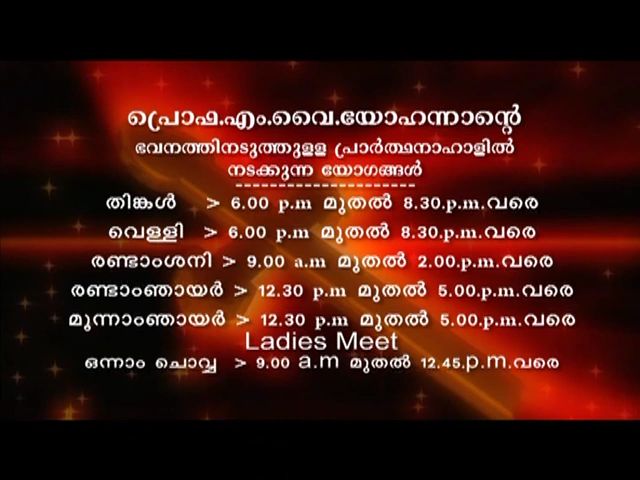 പ്രൊഫ.എം.വൈ.യോഹന്നാന്റെ
ഭവനത്തിനടുത്തുളള പ്രാർത്ഥനാഹാളിൽ
നടക്കുന്ന യോഗങ്ങൾ
--------------------
തിങ്കൾ > 6.00 p.m മുതൽ 8.30.p.m.വരെ
വെള്ളി > 6.00 p.m മുതൽ 8.30.p.m.വരെ
രണ്ടാംശനി > 9.00 a.m മുതൽ 2.00.p.m.വരെ
രണ്ടാംഞായർ > 12.30 p.m മുതൽ 5.00.p.m.വരെ
മൂന്നാംഞായർ > 12.30 p.m മുതൽ 5.00.p.m.വരെ
Ladies Meet
ഒന്നാം ചൊവ്വ > 9.00 a.m മുതൽ 12.45.p.m.വരെ